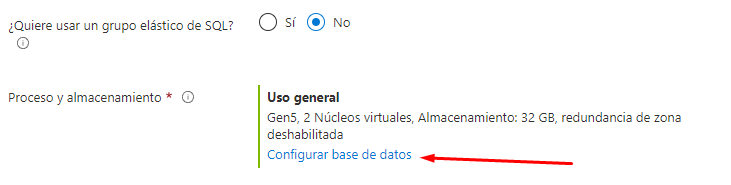 ¿Quiere usar un grupo elástico de SQL?
Sí
No
Proceso y almacenamiento *
Uso general
Gen5, 2 Núcleos virtuales, Almacenamiento: 32 GB, redundancia de zona
deshabilitada
Configurar base de datos